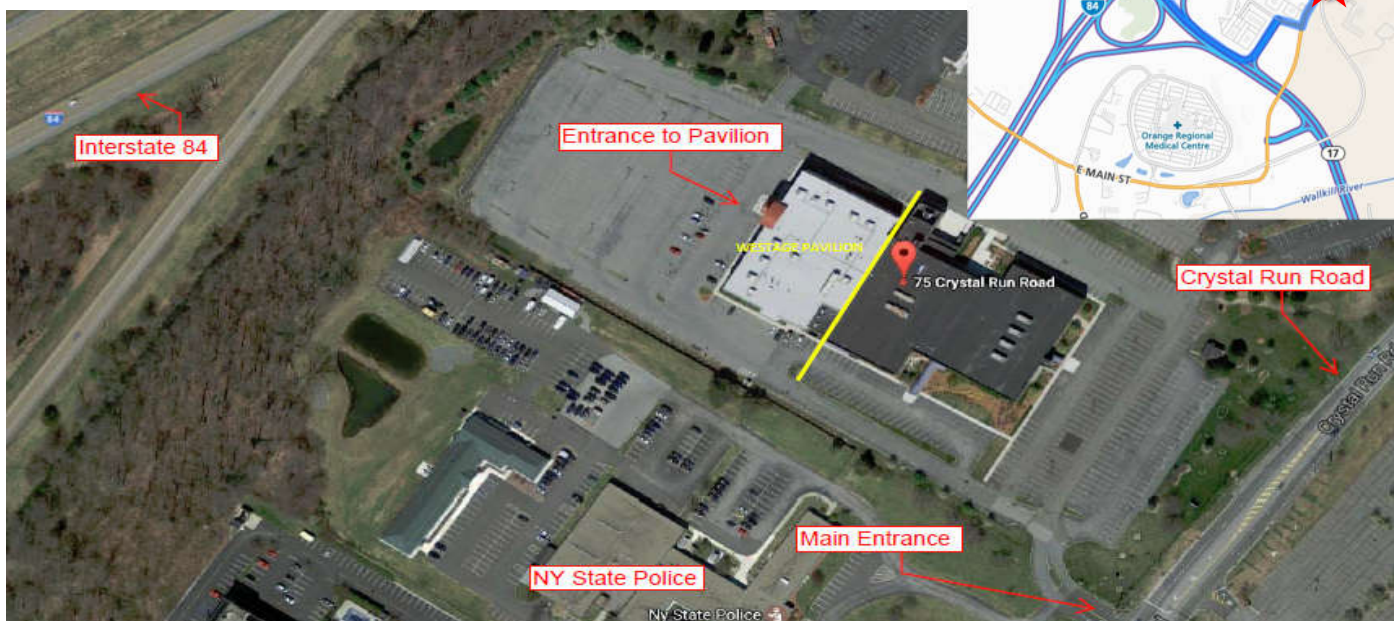 84
Interstate 84
Entrance to Pavilion
WESTAGE PAVILION
75 Crystal Run Road
84
Orange Regional
Medical Centre
E MAIN ST
17
Wallkill River
Crystal Run Road
Crystal Run Rd
Main Entrance
NY State Police
Ny State Police